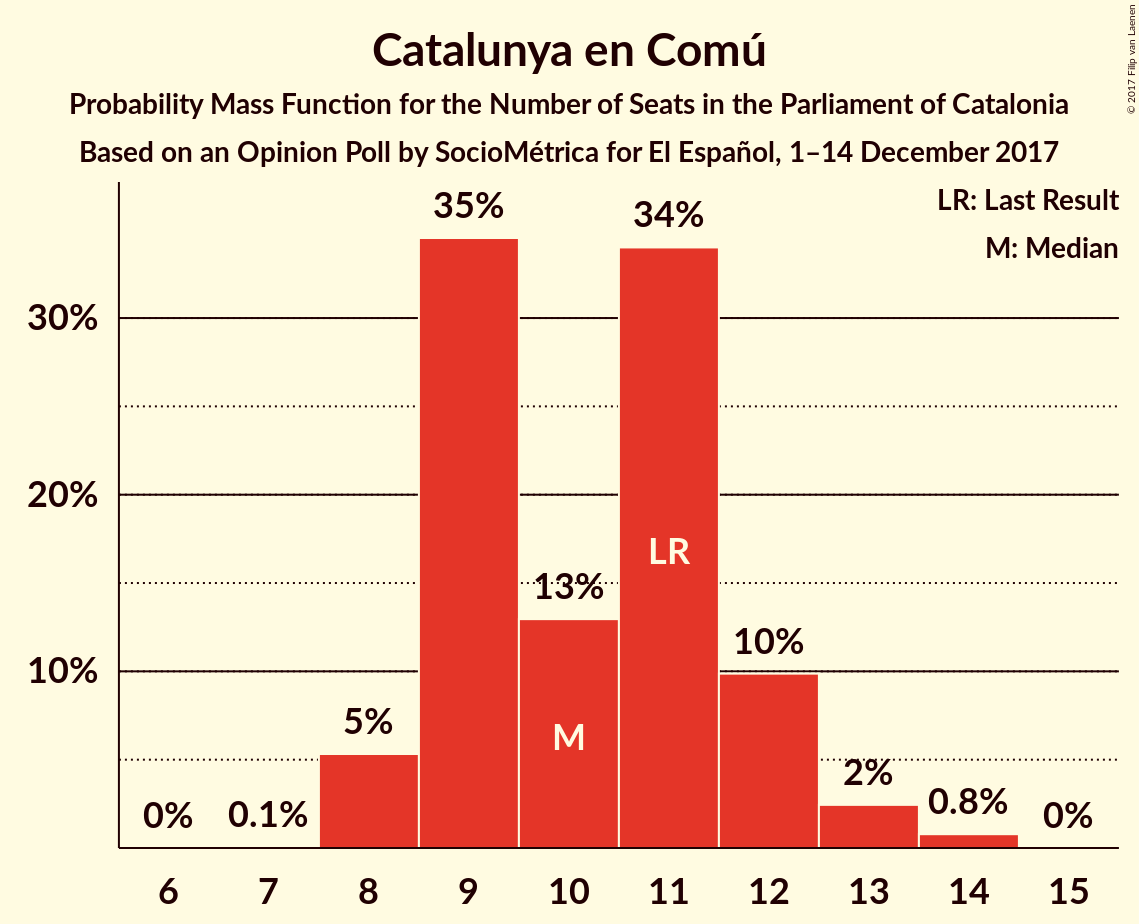 Catalunya en Comú
Probability Mass Function for the Number of Seats in the Parliament of Catalonia
Based on an Opinion Poll by SocioMétrica for El Español, 1–14 December 2017
© 2017 Filip van Laenen
LR: Last Result
M: Median
35%
34%
30%
20%
LR
13%
10%
10%
M
5%
2%
0.8%
0%
0.1%
0%
6 7 8 9 10 11 12 13 14 15